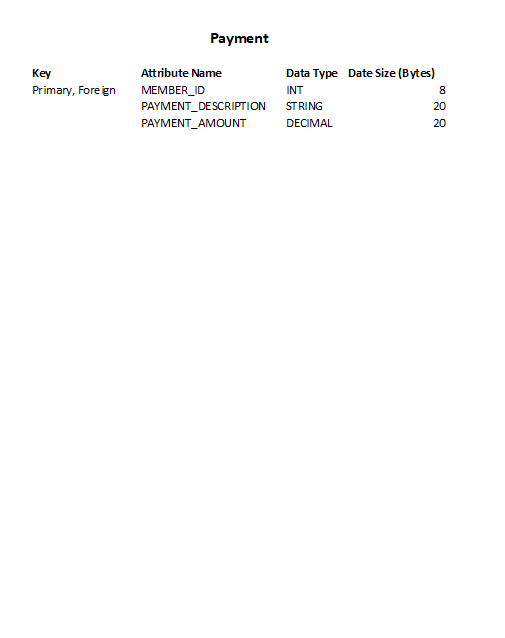 Payment
Key Attribute Name Data Type Date Size (Bytes)
Primary, Foreign MEMBER_ID INT 8
PAYMENT_DESCRIPTION STRING 20
PAYMENT_AMOUNT DECIMAL 20